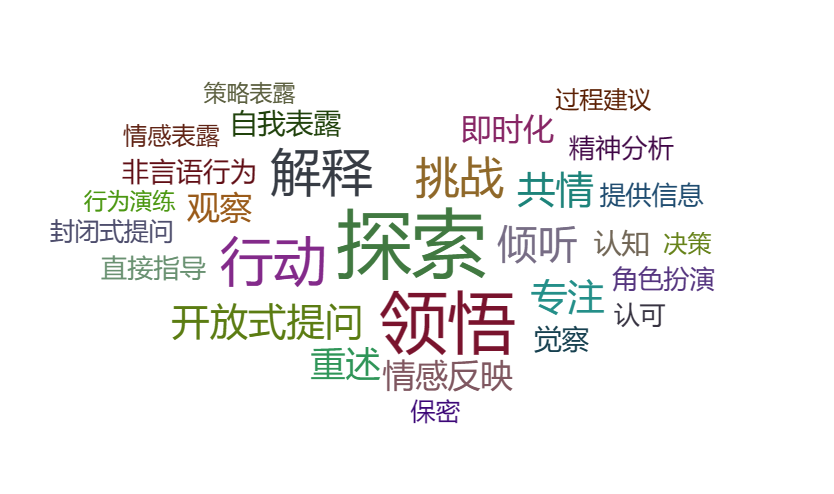 策略表露
过程建议
自我表露
情感表露
即时化
精神分析
非言语行为
解释
挑战
共情
提供信息
行为演练
观察
封闭式提问
探索
倾听
认知
决策
直接指导
行动
角色扮演
开放式提问
领悟
专注
认可
觉察
重述
情感反映
保密